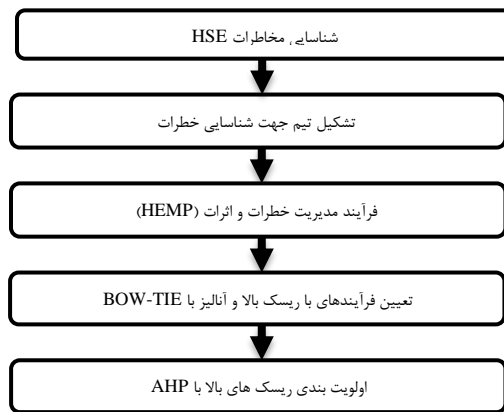 شناسایی مخاطرات HSE
تشکیل تیم جهت شناسایی خطرات
فرآیند مدیریت خطرات و اثرات (HEMP)
تعیین فرآیندهای با ریسک بالا و آنالیز با BOW-TIE
اولویت بندی ریسک های بالا با AHP